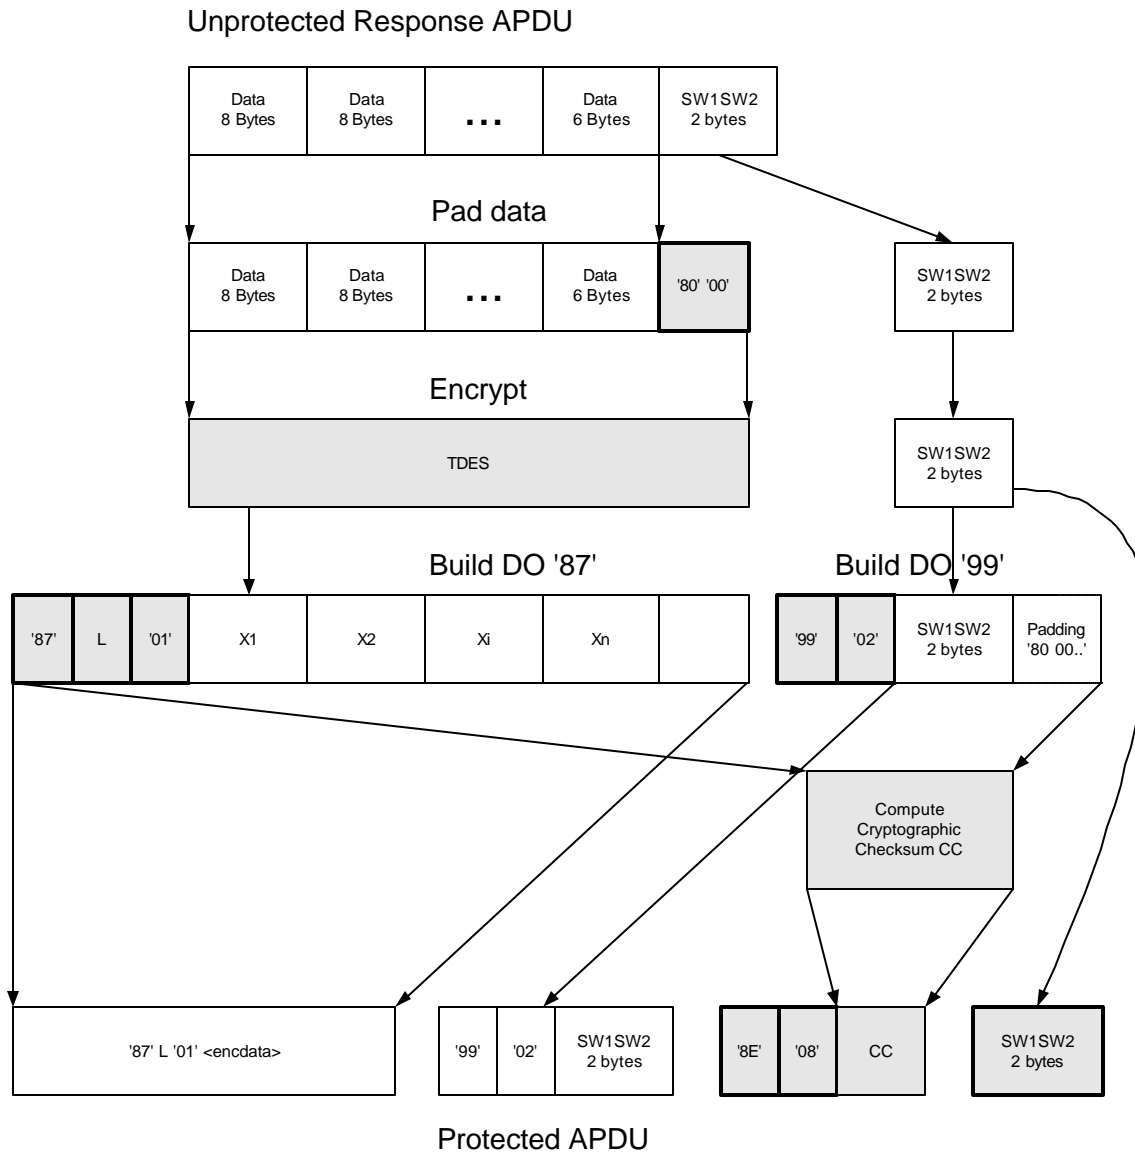 Unprotected Response APDU
Data
8 Bytes
Data
8 Bytes
...
Data
6 Bytes
SW1SW2
2 bytes
Pad data
Data
8 Bytes
Data
8 Bytes
...
Data
6 Bytes
'80' '00'
SW1SW2
2 bytes
Encrypt
TDES
SW1SW2
2 bytes
Build DO '87'
Build DO '99'
'87'
L
'01'
X1
X2
Xi
Xn
'99'
'02'
SW1SW2
2 bytes
Padding
'80 00..'
Compute
Cryptographic
Checksum CC
'87' L '01' <encdata>
'99'
'02'
SW1SW2
2 bytes
'8E'
'08'
CC
SW1SW2
2 bytes
Protected APDU